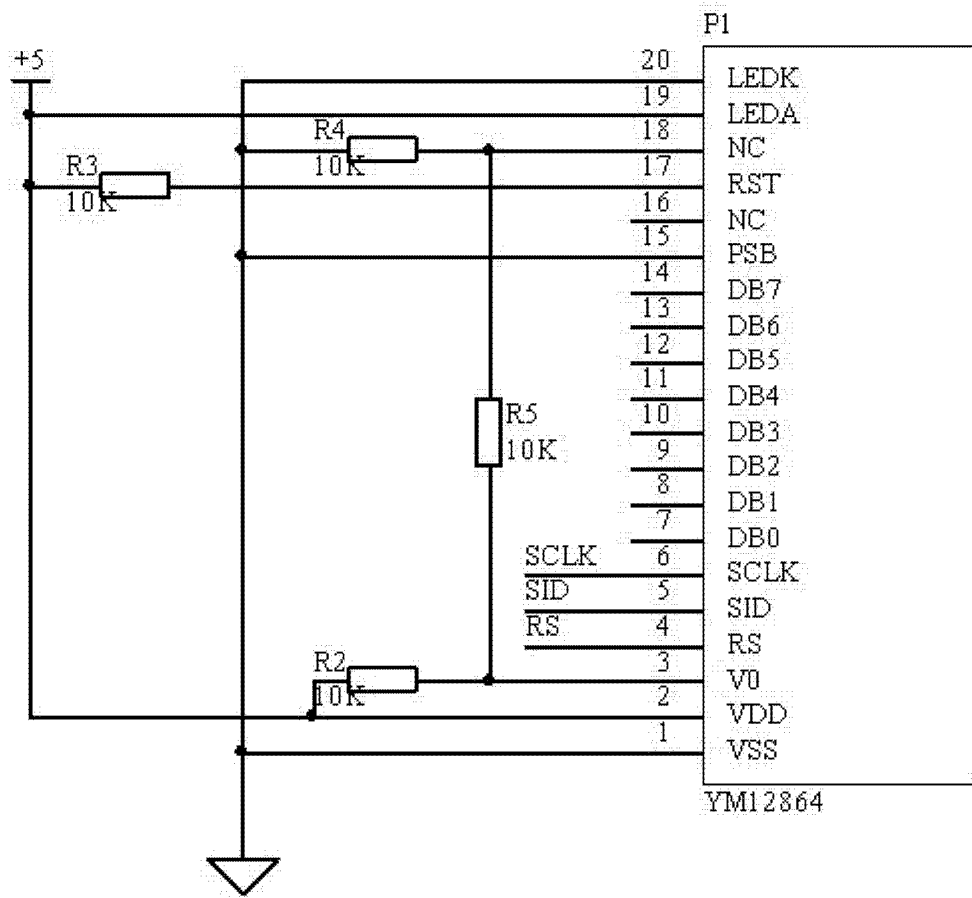 P1
+5
20 LEDK
19 LEDA
R4
10K
18 NC
R3
10K
17 RST
16 NC
15 PSB
14 DB7
13 DB6
12 DB5
11 DB4
R5
10K
10 DB3
9 DB2
8 DB1
7 DB0
SCLK 6 SCLK
SID 5 SID
RS 4 RS
R2
10K
3 V0
2 VDD
1 VSS
YM12864